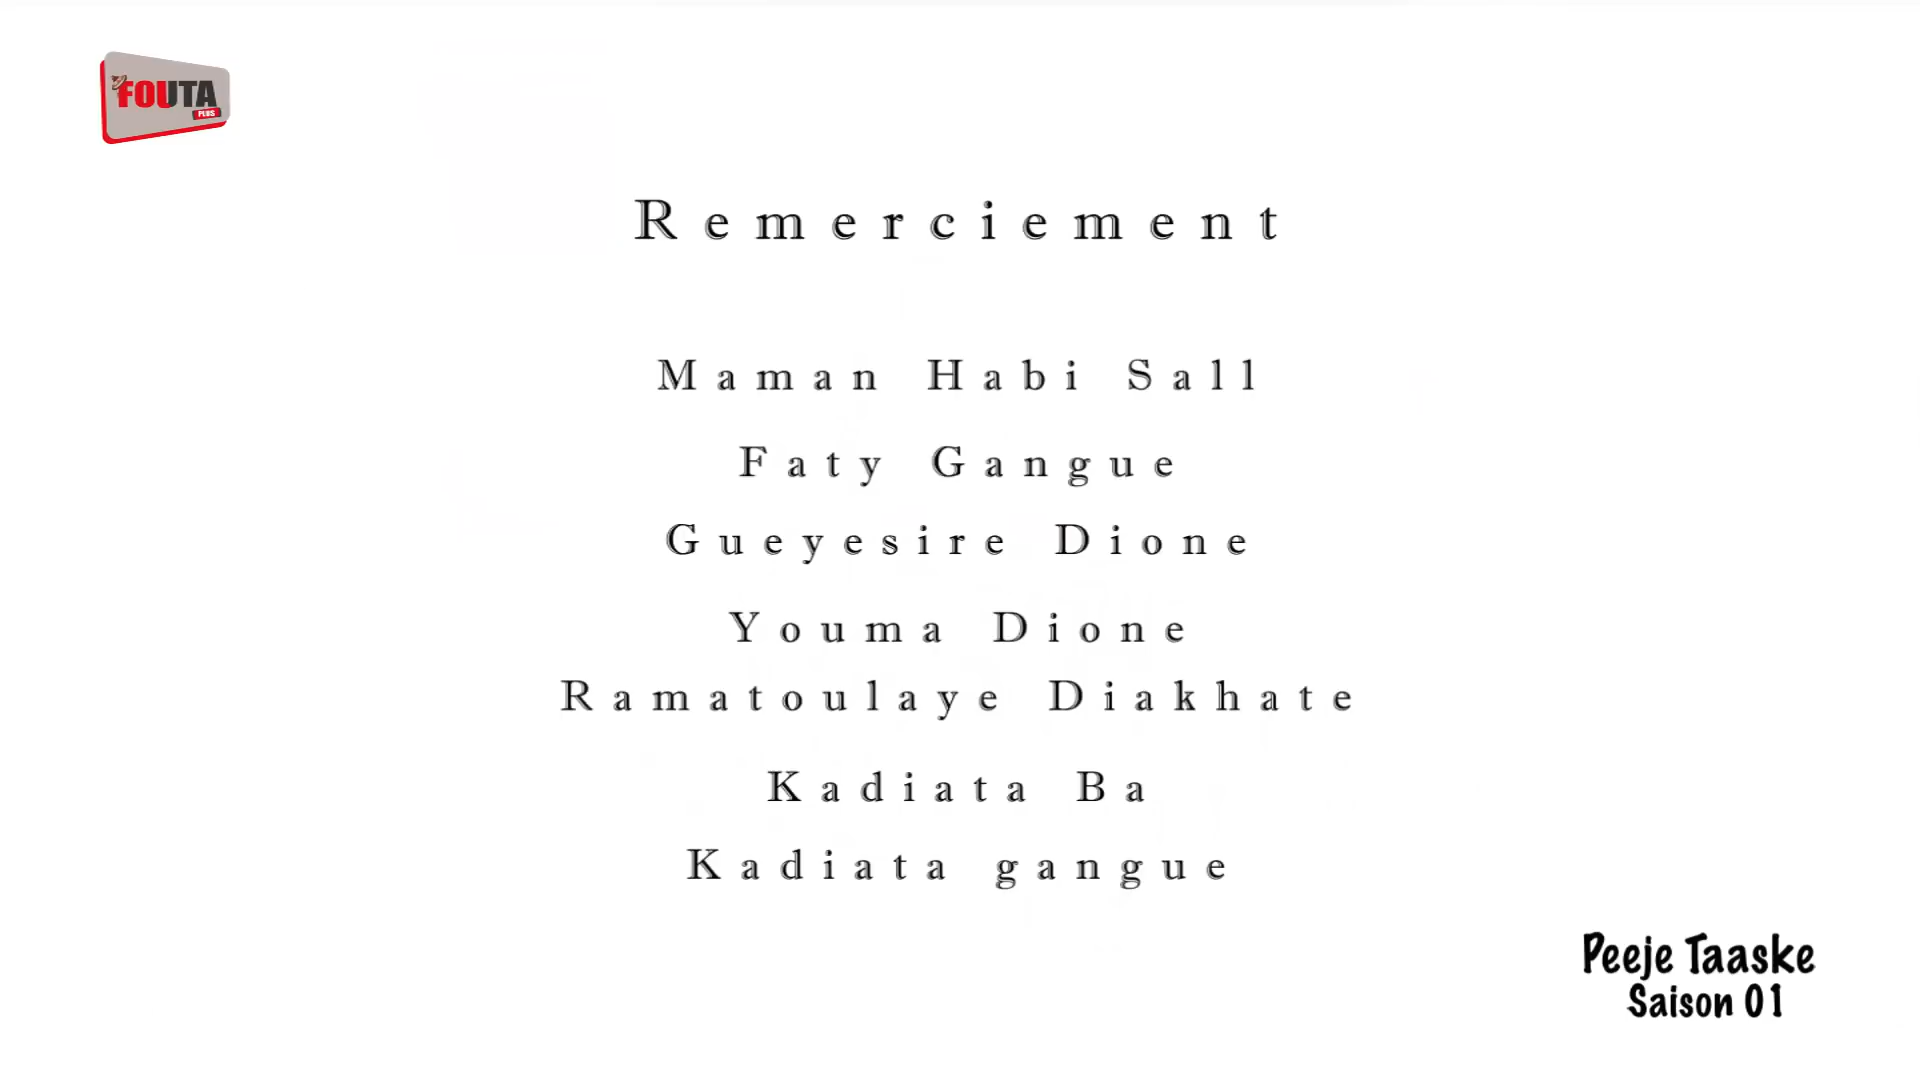 FOUTA
PLUS
Remerciement
Maman Habi Sall
Faty Gangue
Gueyesire Dione
Youma Dione
Ramatoulaye Diakhate
Kadiata Ba
Kadiata gangue
Peeje Taaske
Saison 01